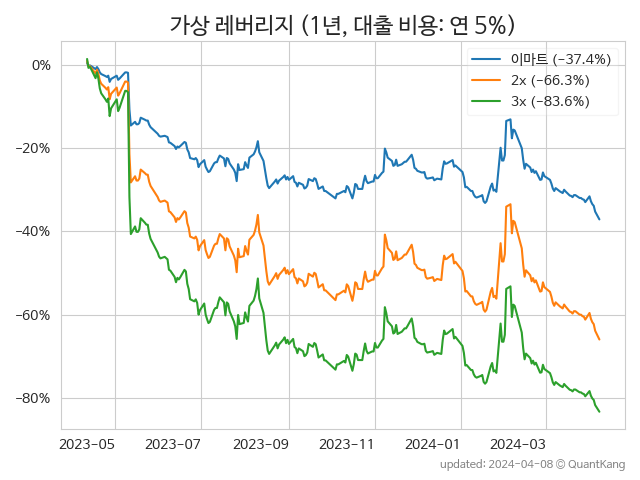 가상 레버리지 (1년, 대출 비용: 연 5%)
이마트 (−37.4%)
2x (−66.3%)
3x (−83.6%)
0%
−20%
−40%
−60%
−80%
2023-05 2023-07 2023-09 2023-11 2024-01 2024-03
updated: 2024-04-08 © QuantKang